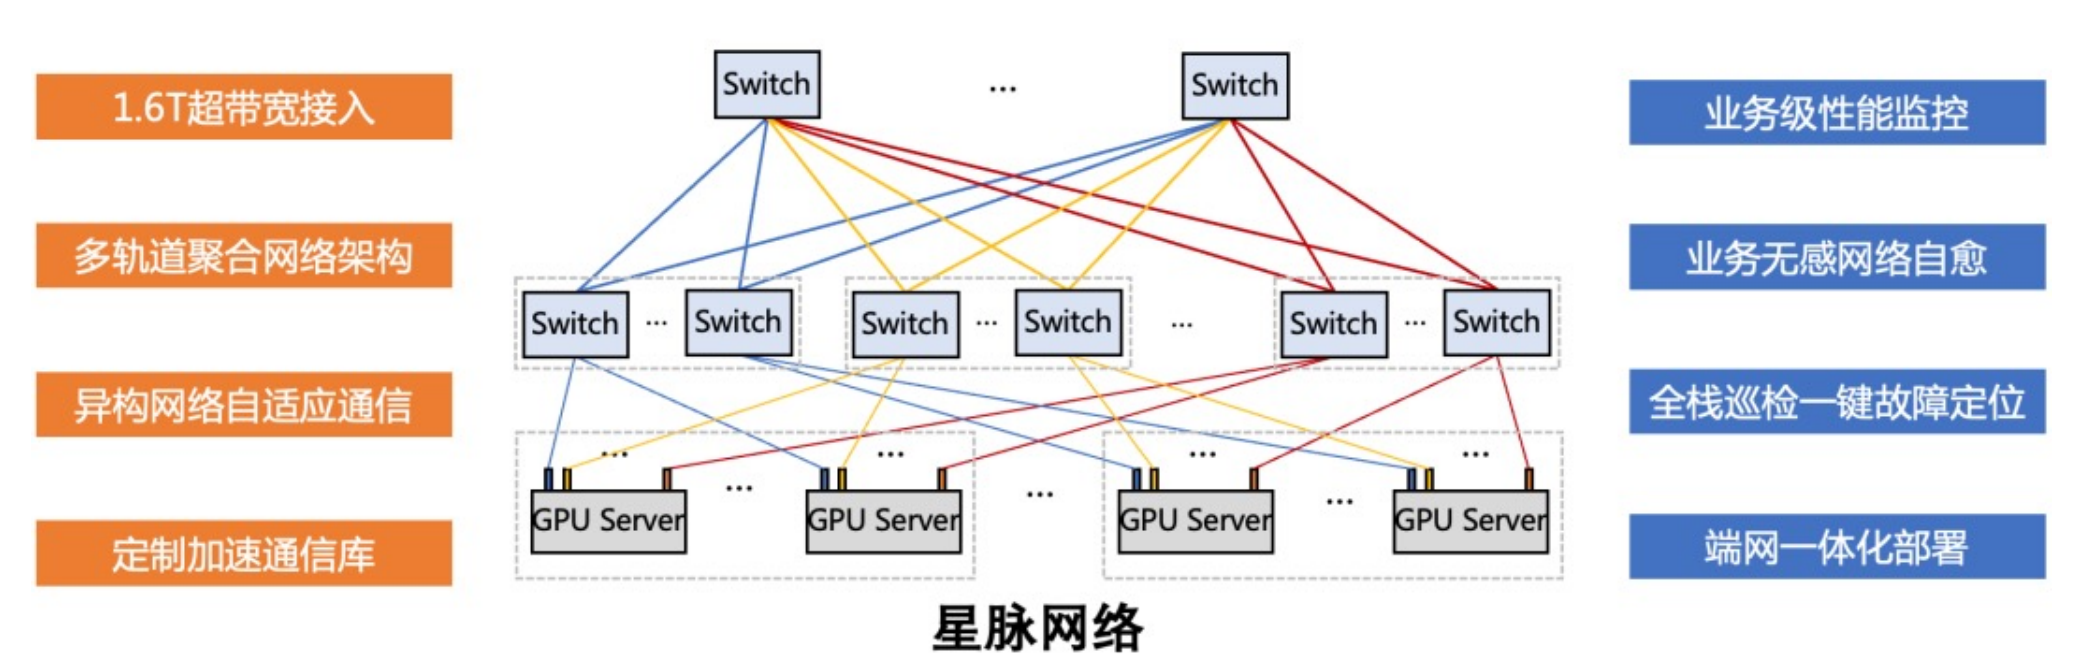 1.6T超带宽接入
多轨道聚合网络架构
异构网络自适应通信
定制加速通信库
Switch
...
Switch
Switch
...
Switch
Switch
...
Switch
...
Switch
...
Switch
...
...
...
...
...
...
...
GPU Server
GPU Server
GPU Server
GPU Server
星脉网络
业务级性能监控
业务无感网络自愈
全栈巡检一键故障定位
端网一体化部署